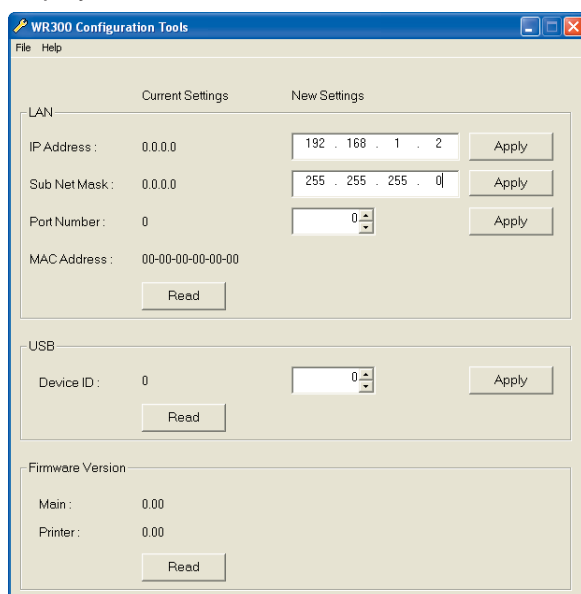 WR300 Configuration Tools
File Help
Current Settings New Settings
LAN
IP Address : 0.0.0.0 192 . 168 . 1 . 2 Apply
Sub Net Mask : 0.0.0.0 255 . 255 . 255 . 0 Apply
Port Number : 0 0 Apply
MAC Address : 00-00-00-00-00-00
Read
USB
Device ID : 0 0 Apply
Read
Firmware Version
Main : 0.00
Printer : 0.00
Read